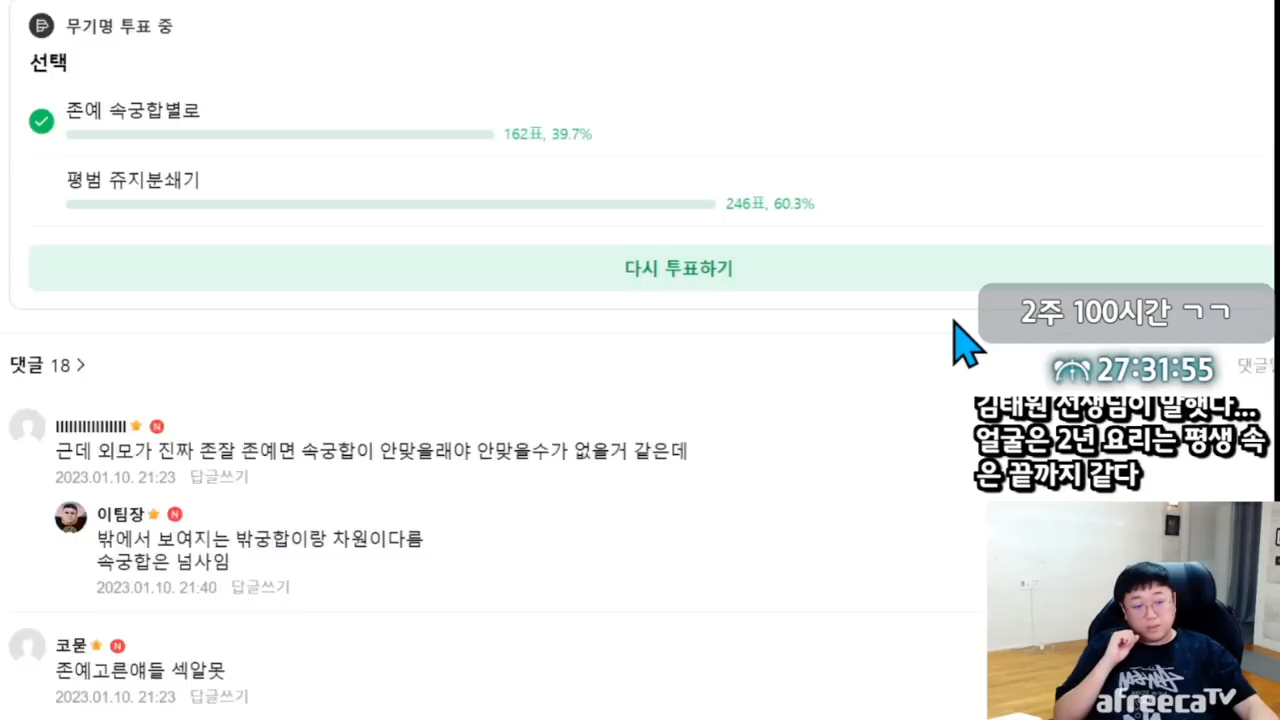 무기명 투표 중
선택
존예 속궁합별로
162표, 39.7%
평범 쥬지분쇄기
246표, 60.3%
다시 투표하기
2주 100시간 ㄱㄱ
27:31:55
댓글 18 >
댓글
김태원 선생님이 말햇다...
얼굴은 2년 요리는 평생 속
은 끝까지 같다
IIIIIIIIIIIIIII N
근데 외모가 진짜 존잘 존예면 속궁합이 안맞을래야 안맞을수가 없을거 같은데
2023.01.10. 21:23 답글쓰기
이팀장 N
밖에서 보여지는 밖궁합이랑 차원이다름
속궁합은 넘사임
2023.01.10. 21:40 답글쓰기
코묻 N
존예고른얘들 섹알못
2023.01.10. 21:23 답글쓰기
afreecaTV